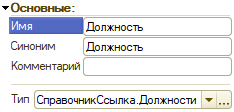 Основные:
Имя Должность
Синоним Должность
Комментарий
Тип СправочникСсылка.Должности ...